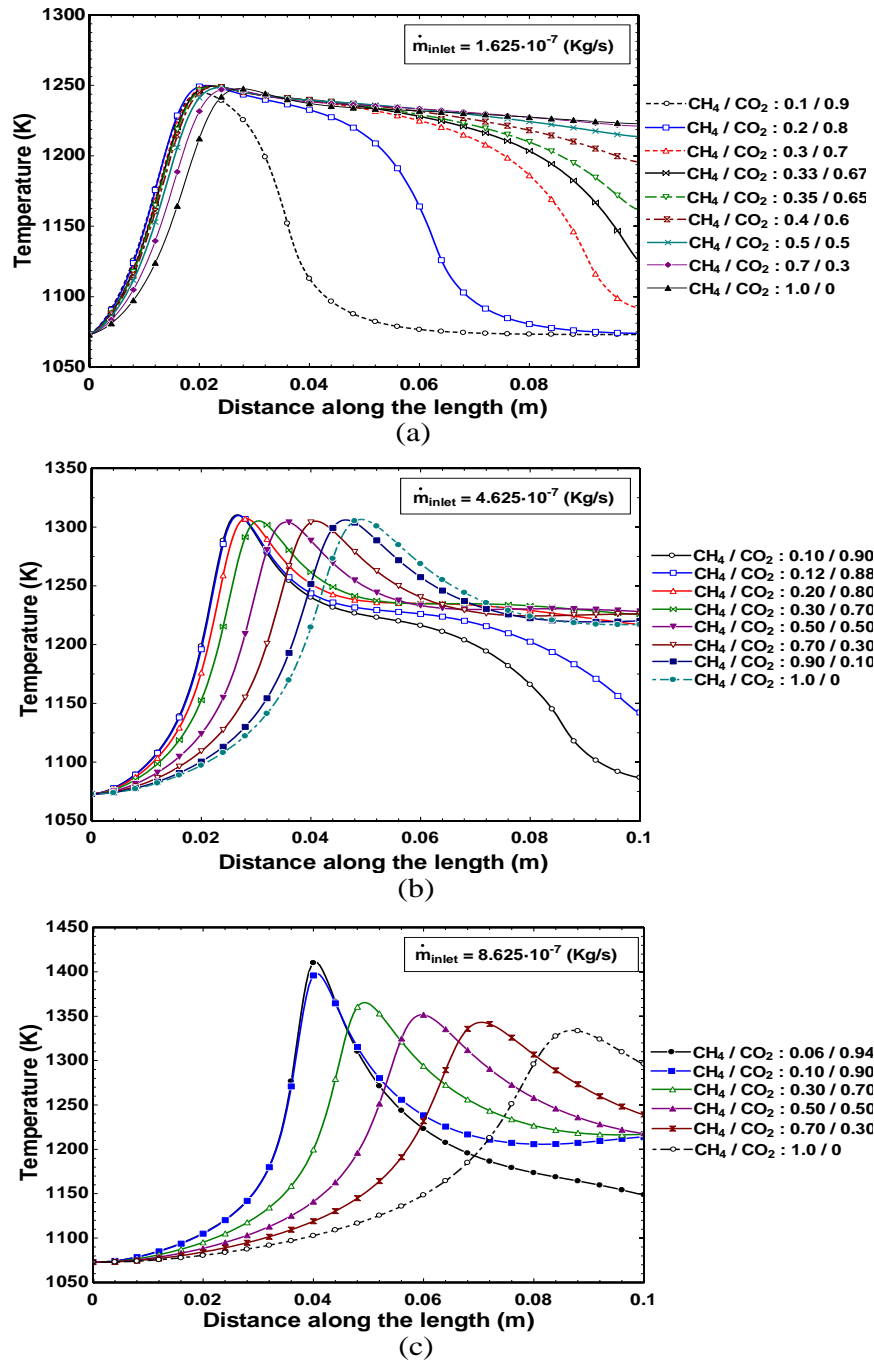 1300
1250
1200
1150
1100
1050
Temperature (K)
ṁinlet = 1.625·10-7 (Kg/s)
0
0.02
0.04
0.06
0.08
0.1
Distance along the length (m)
CH4 / CO2 : 0.1 / 0.9
CH4 / CO2 : 0.2 / 0.8
CH4 / CO2 : 0.3 / 0.7
CH4 / CO2 : 0.33 / 0.67
CH4 / CO2 : 0.35 / 0.65
CH4 / CO2 : 0.4 / 0.6
CH4 / CO2 : 0.5 / 0.5
CH4 / CO2 : 0.7 / 0.3
CH4 / CO2 : 1.0 / 0
(a)
1350
1300
1250
1200
1150
1100
1050
Temperature (K)
ṁinlet = 4.625·10-7 (Kg/s)
0
0.02
0.04
0.06
0.08
0.1
Distance along the length (m)
CH4 / CO2 : 0.10 / 0.90
CH4 / CO2 : 0.12 / 0.88
CH4 / CO2 : 0.20 / 0.80
CH4 / CO2 : 0.30 / 0.70
CH4 / CO2 : 0.50 / 0.50
CH4 / CO2 : 0.70 / 0.30
CH4 / CO2 : 0.90 / 0.10
CH4 / CO2 : 1.0 / 0
(b)
1450
1400
1350
1300
1250
1200
1150
1100
1050
Temperature (K)
ṁinlet = 8.625·10-7 (Kg/s)
0
0.02
0.04
0.06
0.08
0.1
Distance along the length (m)
CH4 / CO2 : 0.06 / 0.94
CH4 / CO2 : 0.10 / 0.90
CH4 / CO2 : 0.30 / 0.70
CH4 / CO2 : 0.50 / 0.50
CH4 / CO2 : 0.70 / 0.30
CH4 / CO2 : 1.0 / 0
(c)